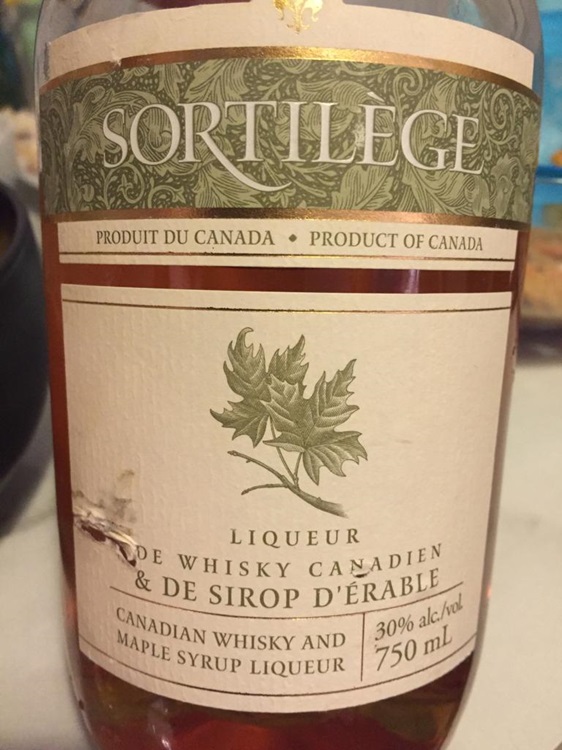 SORTILÈGE
PRODUIT DU CANADA • PRODUCT OF CANADA
LIQUEUR
DE WHISKY CANADIEN
& DE SIROP D'ÉRABLE
CANADIAN WHISKY AND
MAPLE SYRUP LIQUEUR
30% alc./vol.
750 mL